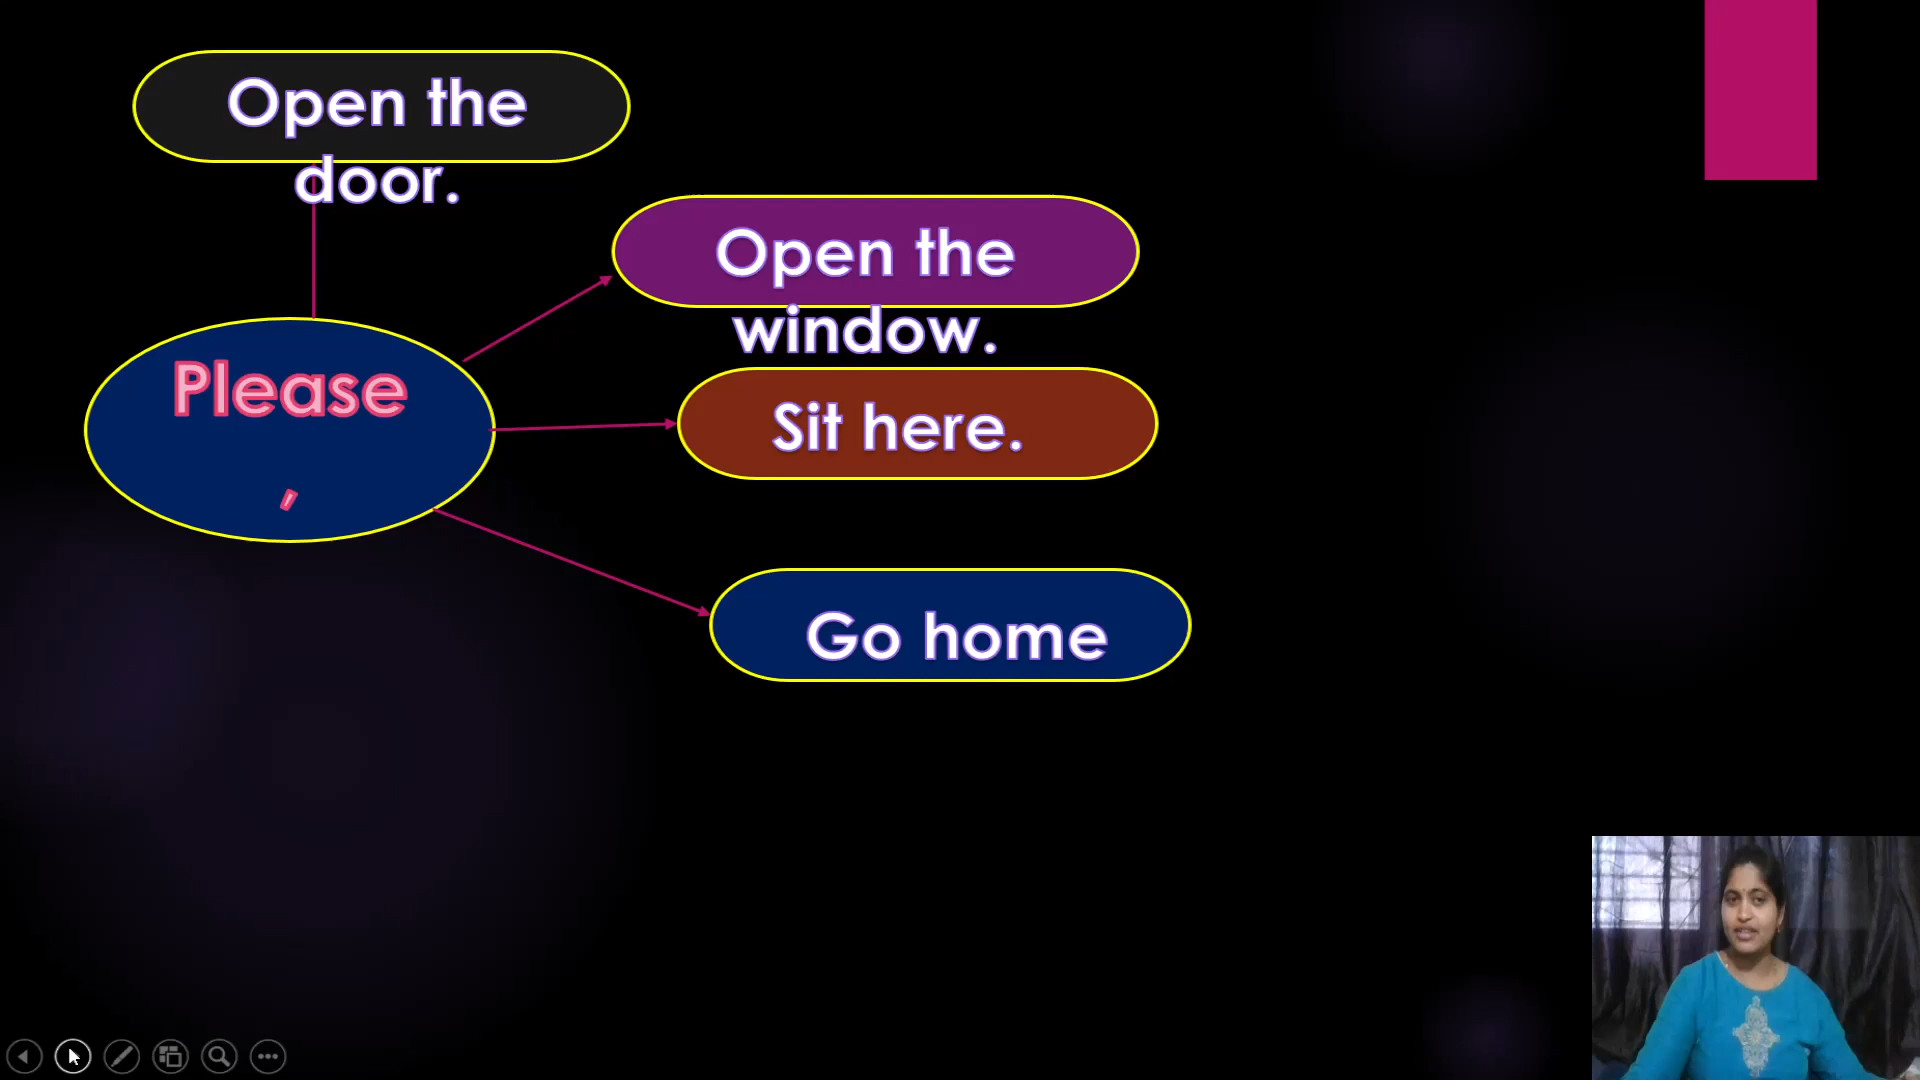 Open the
door.
Open the
window.
Please
,
Sit here.
Go home